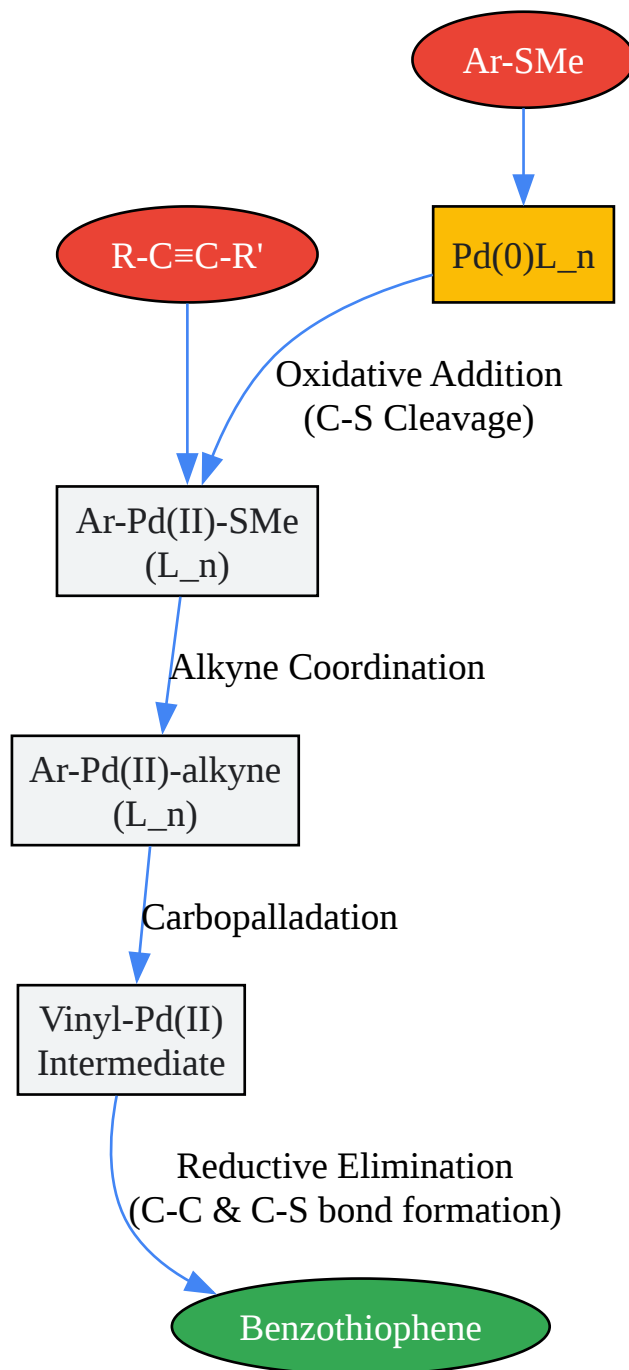 Ar-SMe
R-C≡C-R'
Pd(0)L_n
Oxidative Addition
(C-S Cleavage)
Ar-Pd(II)-SMe
(L_n)
Alkyne Coordination
Ar-Pd(II)-alkyne
(L_n)
Carbopalladation
Vinyl-Pd(II)
Intermediate
Reductive Elimination
(C-C & C-S bond formation)
Benzothiophene